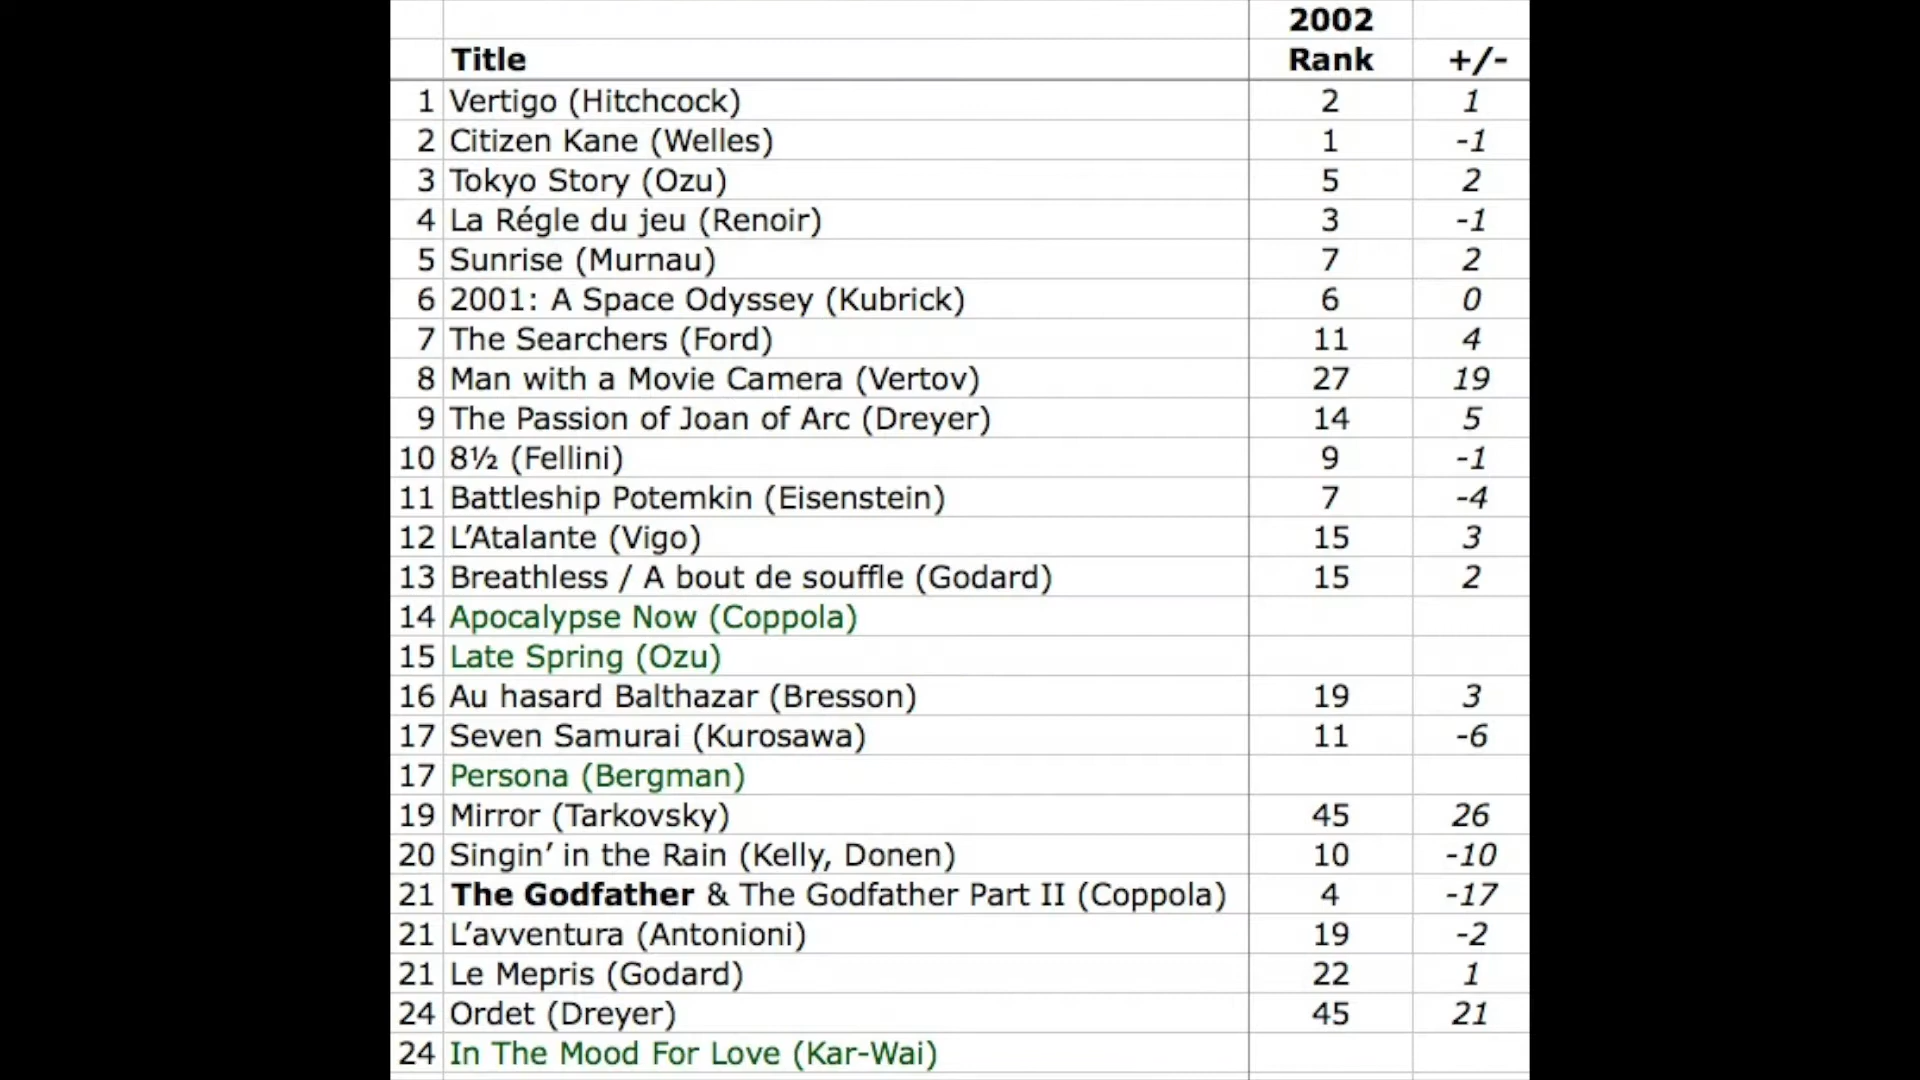 2002
Title Rank +/-
1 Vertigo (Hitchcock) 2 1
2 Citizen Kane (Welles) 1 -1
3 Tokyo Story (Ozu) 5 2
4 La Régle du jeu (Renoir) 3 -1
5 Sunrise (Murnau) 7 2
6 2001: A Space Odyssey (Kubrick) 6 0
7 The Searchers (Ford) 11 4
8 Man with a Movie Camera (Vertov) 27 19
9 The Passion of Joan of Arc (Dreyer) 14 5
10 8½ (Fellini) 9 -1
11 Battleship Potemkin (Eisenstein) 7 -4
12 L’Atalante (Vigo) 15 3
13 Breathless / A bout de souffle (Godard) 15 2
14 Apocalypse Now (Coppola)
15 Late Spring (Ozu)
16 Au hasard Balthazar (Bresson) 19 3
17 Seven Samurai (Kurosawa) 11 -6
17 Persona (Bergman)
19 Mirror (Tarkovsky) 45 26
20 Singin’ in the Rain (Kelly, Donen) 10 -10
21 The Godfather & The Godfather Part II (Coppola) 4 -17
21 L’avventura (Antonioni) 19 -2
21 Le Mepris (Godard) 22 1
24 Ordet (Dreyer) 45 21
24 In The Mood For Love (Kar-Wai)